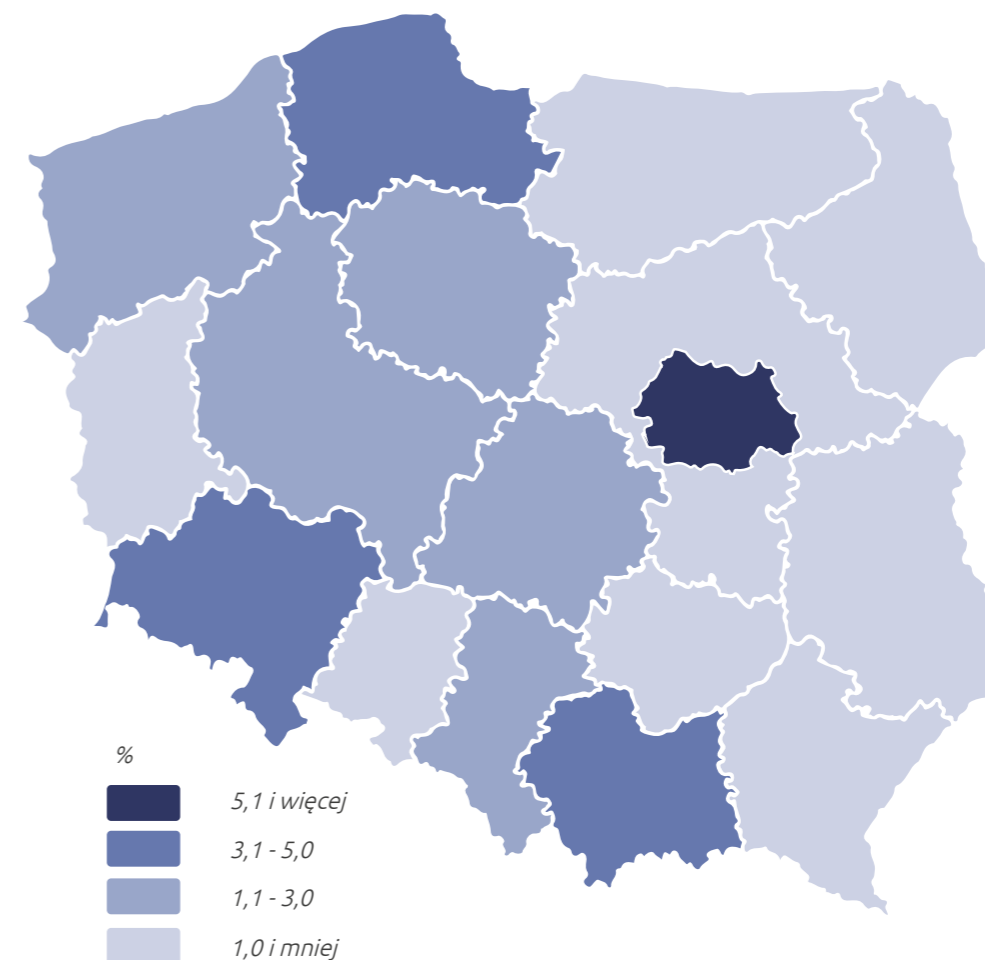 %
5,1 i więcej
3,1 - 5,0
1,1 - 3,0
1,0 i mniej